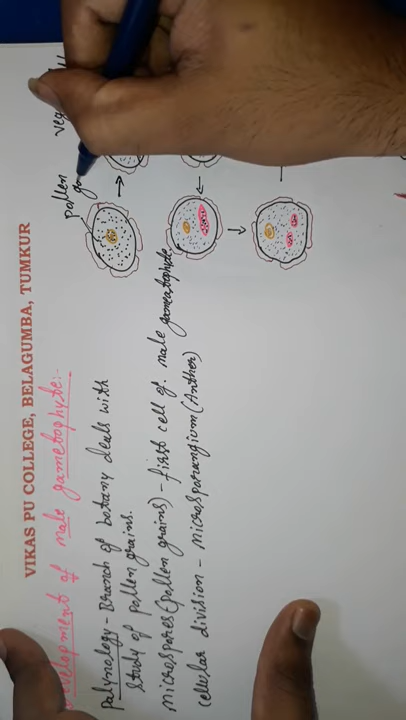 VIKAS PU COLLEGE, BELAGUMBA, TUMKUR
Development of male gametophyte:-
Palynology - Branch of botany deals with
study of pollen grains.
Microspores (pollen grains) - first cell of male gametophyte.
Cellular division - Microsporangium (Anther)
pollen
veg